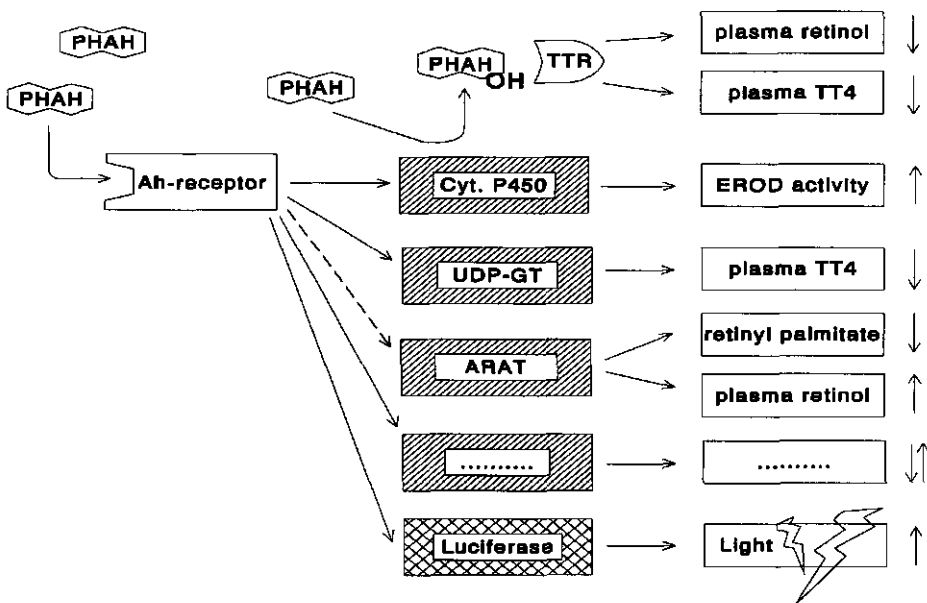 PHAH
PHAH
PHAH
PHAH
OH
TTR
plasma retinol
plasma TT4
Ah-receptor
Cyt. P450
EROD activity
UDP-GT
plasma TT4
ARAT
retinyl palmitate
plasma retinol
..........
..........
Luciferase
Light